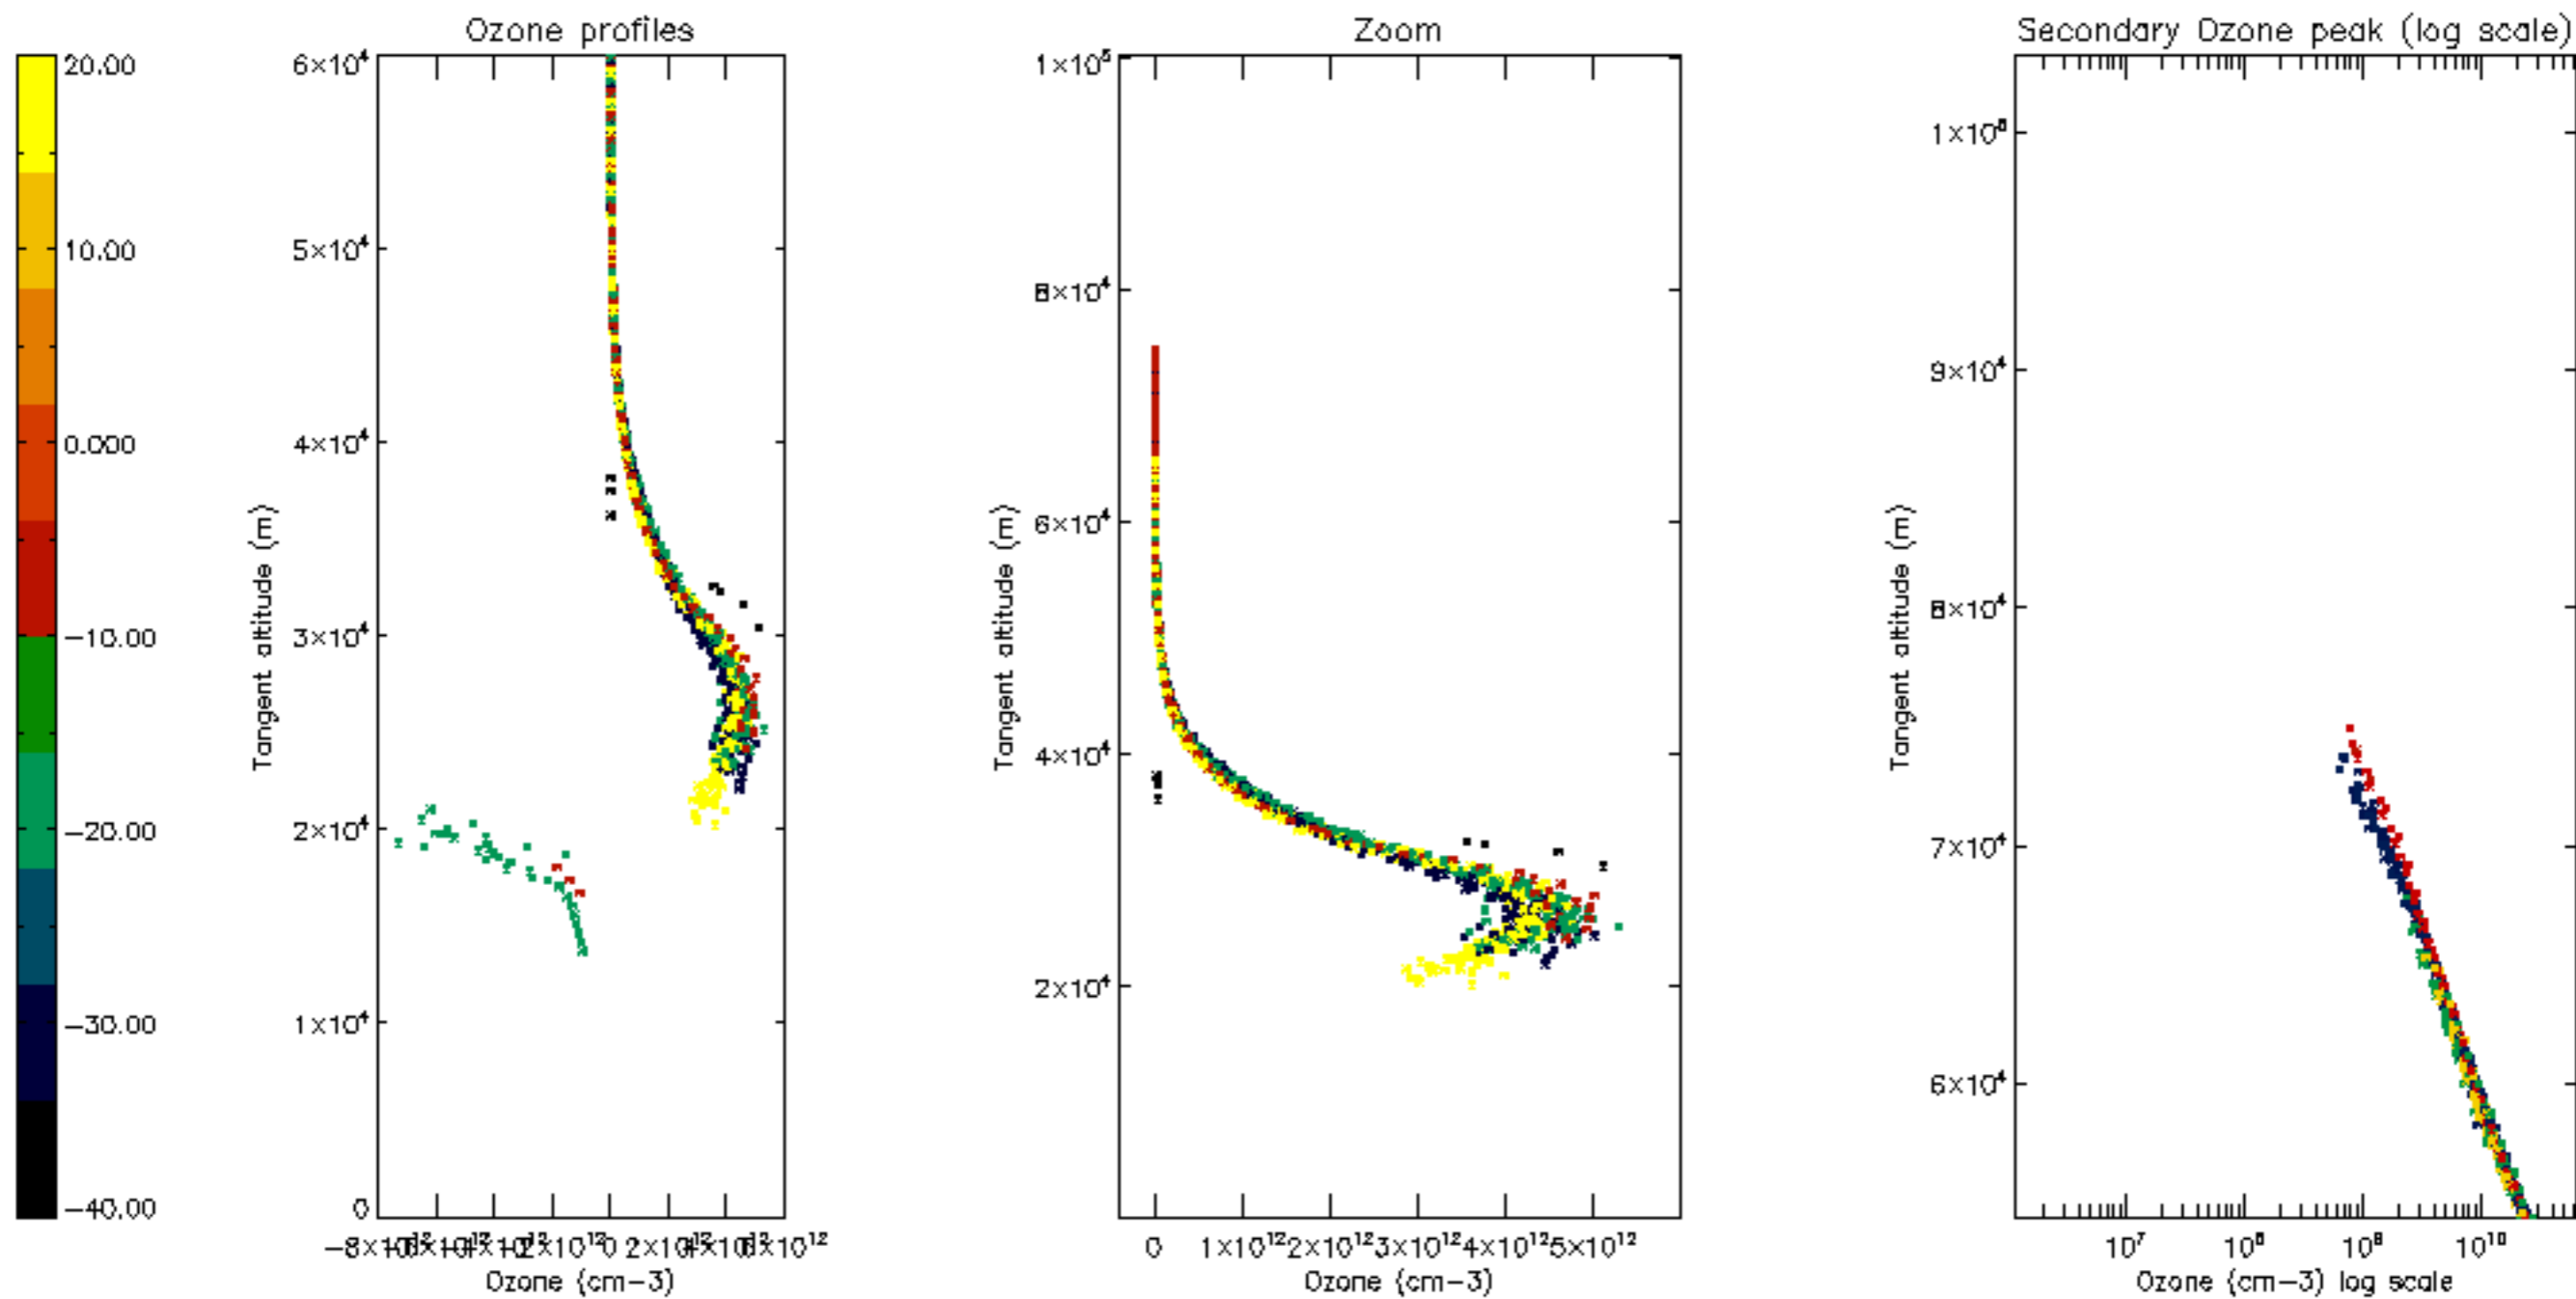 Ozone profiles
Zoom
Secondary Ozone peak (log scale)
20.00
10.00
0.000
−10.00
−20.00
−30.00
−40.00
6×10⁴
5×10⁴
4×10⁴
3×10⁴
2×10⁴
1×10⁴
0
Tangent altitude (m)
0 2×10¹²
6×10¹²
Ozone (cm−3)
1×10⁵
8×10⁴
6×10⁴
4×10⁴
2×10⁴
Tangent altitude (m)
0 1×10¹² 2×10¹² 3×10¹² 4×10¹² 5×10¹²
Ozone (cm−3)
9×10⁴
8×10⁴
7×10⁴
6×10⁴
Tangent altitude (m)
10⁷ 10⁸ 10⁹ 10¹⁰
Ozone (cm−3) log scale